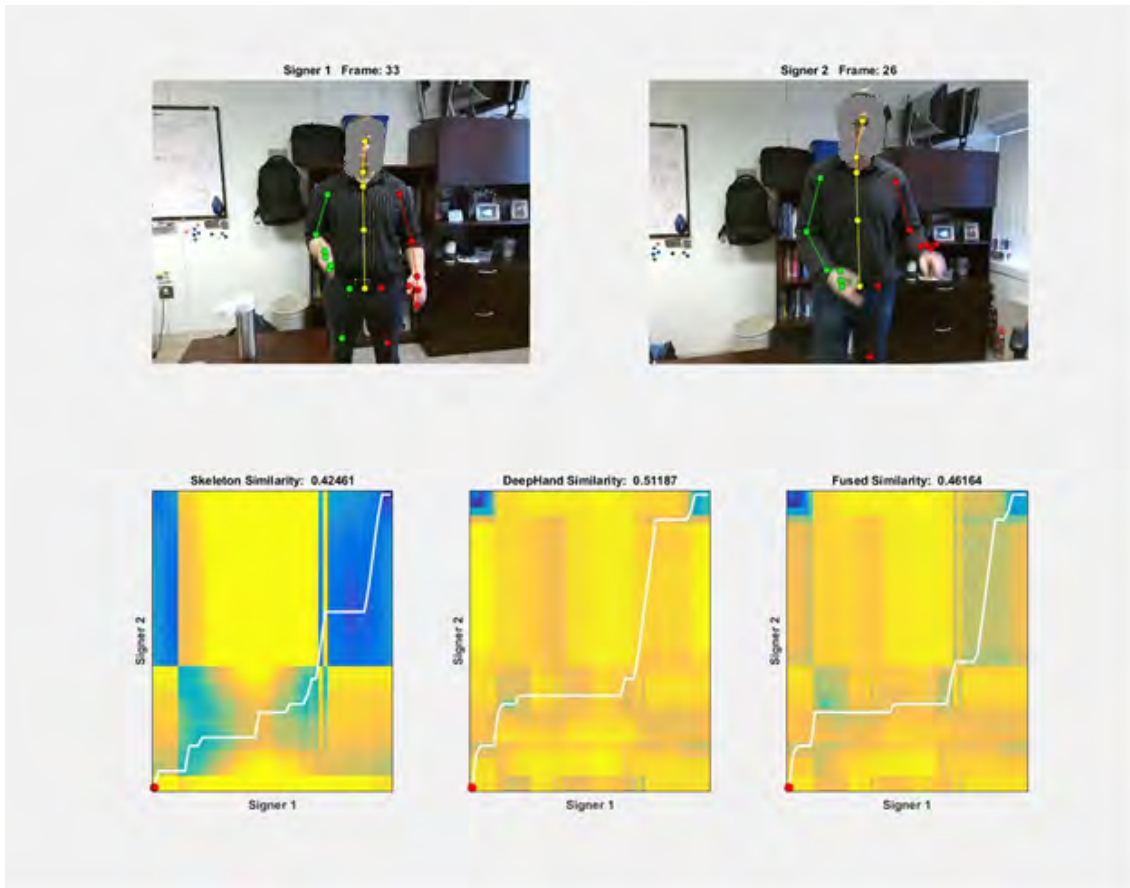 Signer 1 Frame: 33
Signer 2 Frame: 26
Skeleton Similarity: 0.42461
DeepHand Similarity: 0.51187
Fused Similarity: 0.46164
Signer 2
Signer 2
Signer 2
Signer 1
Signer 1
Signer 1